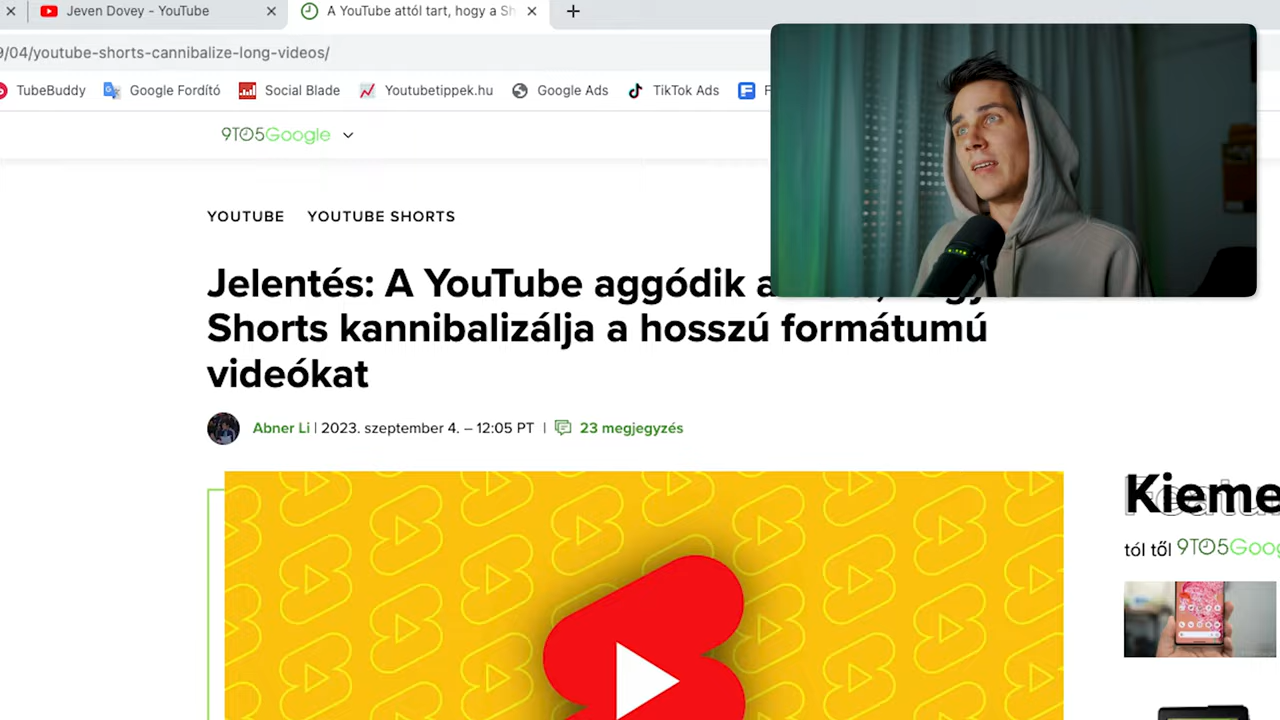 Jeven Dovey - YouTube
A YouTube attól tart, hogy a Sh
9/04/youtube-shorts-cannibalize-long-videos/
TubeBuddy
Google Fordító
Social Blade
Youtubetippek.hu
Google Ads
TikTok Ads
F
9TO5Google
YOUTUBE
YOUTUBE SHORTS
Jelentés: A YouTube aggódik a
Shorts kannibalizálja a hosszú formátumú
videókat
Abner Li | 2023. szeptember 4. – 12:05 PT | 23 megjegyzés
Kieme
tól től 9TO5Goog